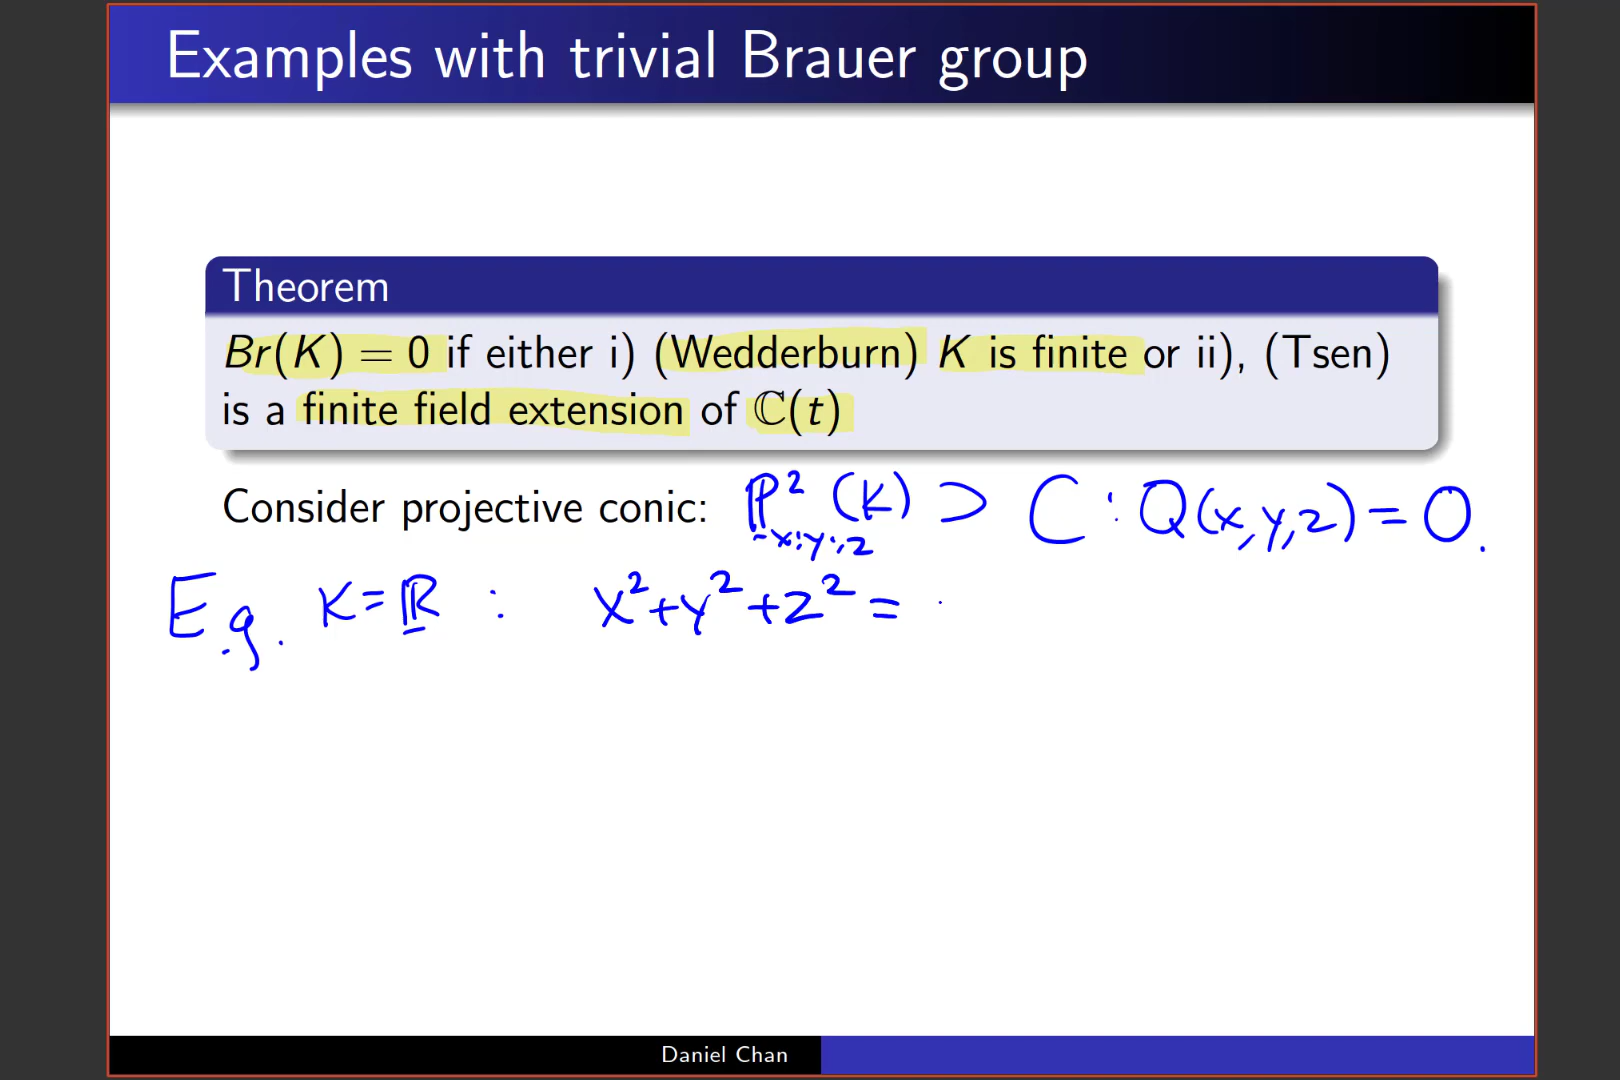 Examples with trivial Brauer group
Theorem
Br(K) = 0 if either i) (Wedderburn) K is finite or ii), (Tsen)
is a finite field extension of ℂ(t)
Consider projective conic: ℙ²(K) ⊃ C : Q(x,y,z) = 0.
x:y:z
E.g. K = ℝ : x² + y² + z² =
Daniel Chan